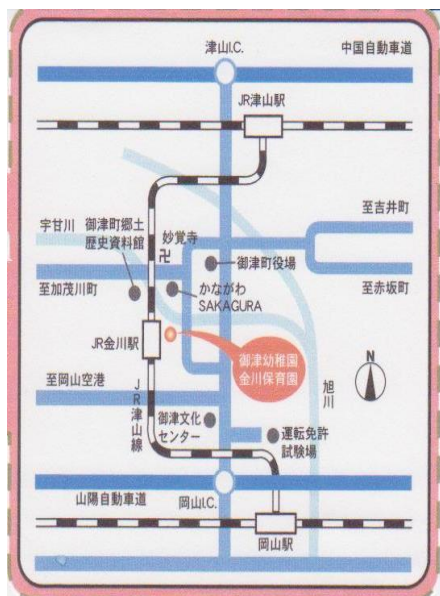 津山I.C.
中国自動車道
JR津山駅
宇甘川
御津町郷土
歴史資料館
妙覚寺
卍
至吉井町
御津町役場
至加茂川町
かながわ
SAKAGURA
至赤坂町
JR金川駅
御津幼稚園
金川保育園
N
至岡山空港
JR津山線
旭川
御津文化
センター
運転免許
試験場
山陽自動車道
岡山I.C.
岡山駅